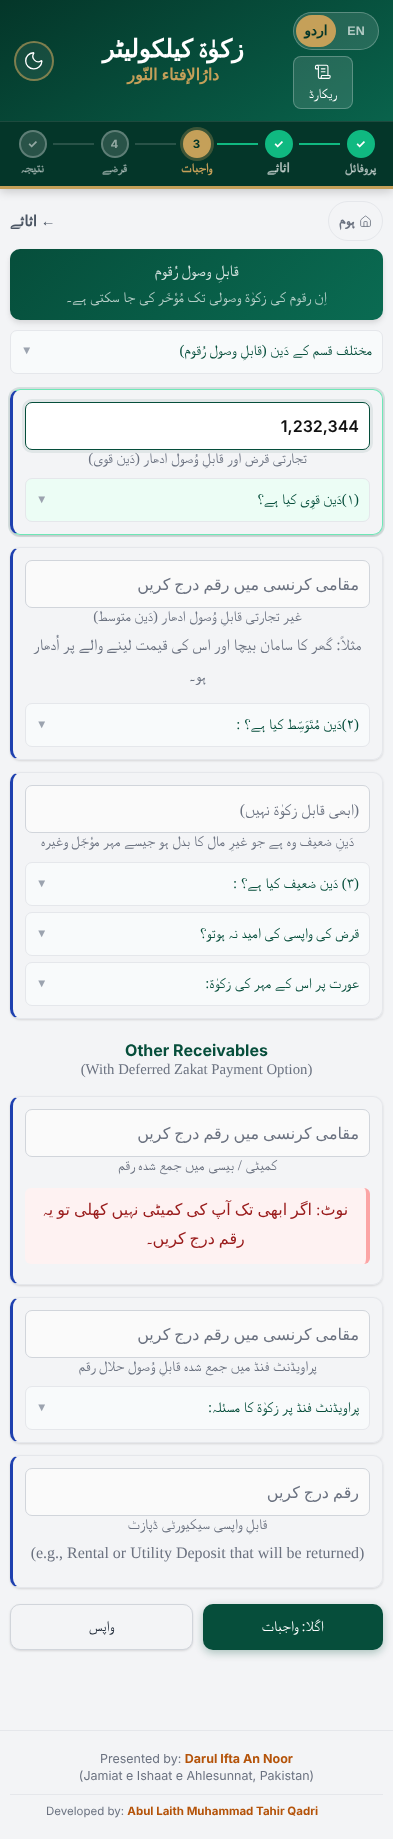 EN
اردو
ریکارڈ
زکوٰۃ کیلکولیٹر
دارُالإفتاء النّور
پروفائل
اثاثے
3
واجبات
4
قرضے
نتیجہ
ہوم
← اثاثے
قابلِ وصول رُقوم
اِن رقوم کی زکوٰۃ وصولی تک مُؤخر کی جا سکتی ہے۔
مختلف قسم کے دَین (قابلِ وصول رُقوم)
1,232,344
تجارتی قرض اور قابلِ وُصول ادھار (دَین قوی)
(۱)دَین قوِی کیا ہے؟
مقامی کرنسی میں رقم درج کریں
غیر تجارتی قابلِ وُصول ادھار (دَین متوسط)
مثلاً: گھر کا سامان بیچا اور اس کی قیمت لینے والے پر اُدھار
ہو۔
(۲)دَین مُتَوَسِّط کیا ہے؟ :
(ابھی قابل زکوٰۃ نہیں)
دَینِ ضعیف وہ ہے جو غیرِ مال کا بدل ہو جیسے مہر موٴجَل وغیرہ
(۳) دَین ضعیف کیا ہے؟ :
قرض کی واپسی کی امید نہ ہوتو؟
عورت پر اس کے مہر کی زکوٰۃ:
Other Receivables
(With Deferred Zakat Payment Option)
مقامی کرنسی میں رقم درج کریں
کمیٹی / بیسی میں جمع شدہ رقم
نوٹ: اگر ابھی تک آپ کی کمیٹی نہیں کھلی تو یہ
رقم درج کریں۔
مقامی کرنسی میں رقم درج کریں
پراویڈنٹ فنڈ میں جمع شدہ قابلِ وُصول حلال رقم
پراویڈنٹ فنڈ پر زکوٰۃ کا مسئلہ:
رقم درج کریں
قابلِ واپسی سیکیورٹی ڈپازٹ
(e.g., Rental or Utility Deposit that will be returned)
اگلا: واجبات
واپس
Presented by: Darul Ifta An Noor
(Jamiat e Ishaat e Ahlesunnat, Pakistan)
Developed by: Abul Laith Muhammad Tahir Qadri